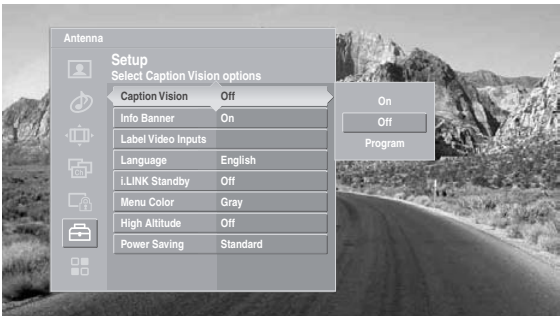 Antenna
Setup
Select Caption Vision options
Caption Vision Off
Info Banner On
Label Video Inputs
Language English
i.LINK Standby Off
Menu Color Gray
High Altitude Off
Power Saving Standard
On
Off
Program
Ch